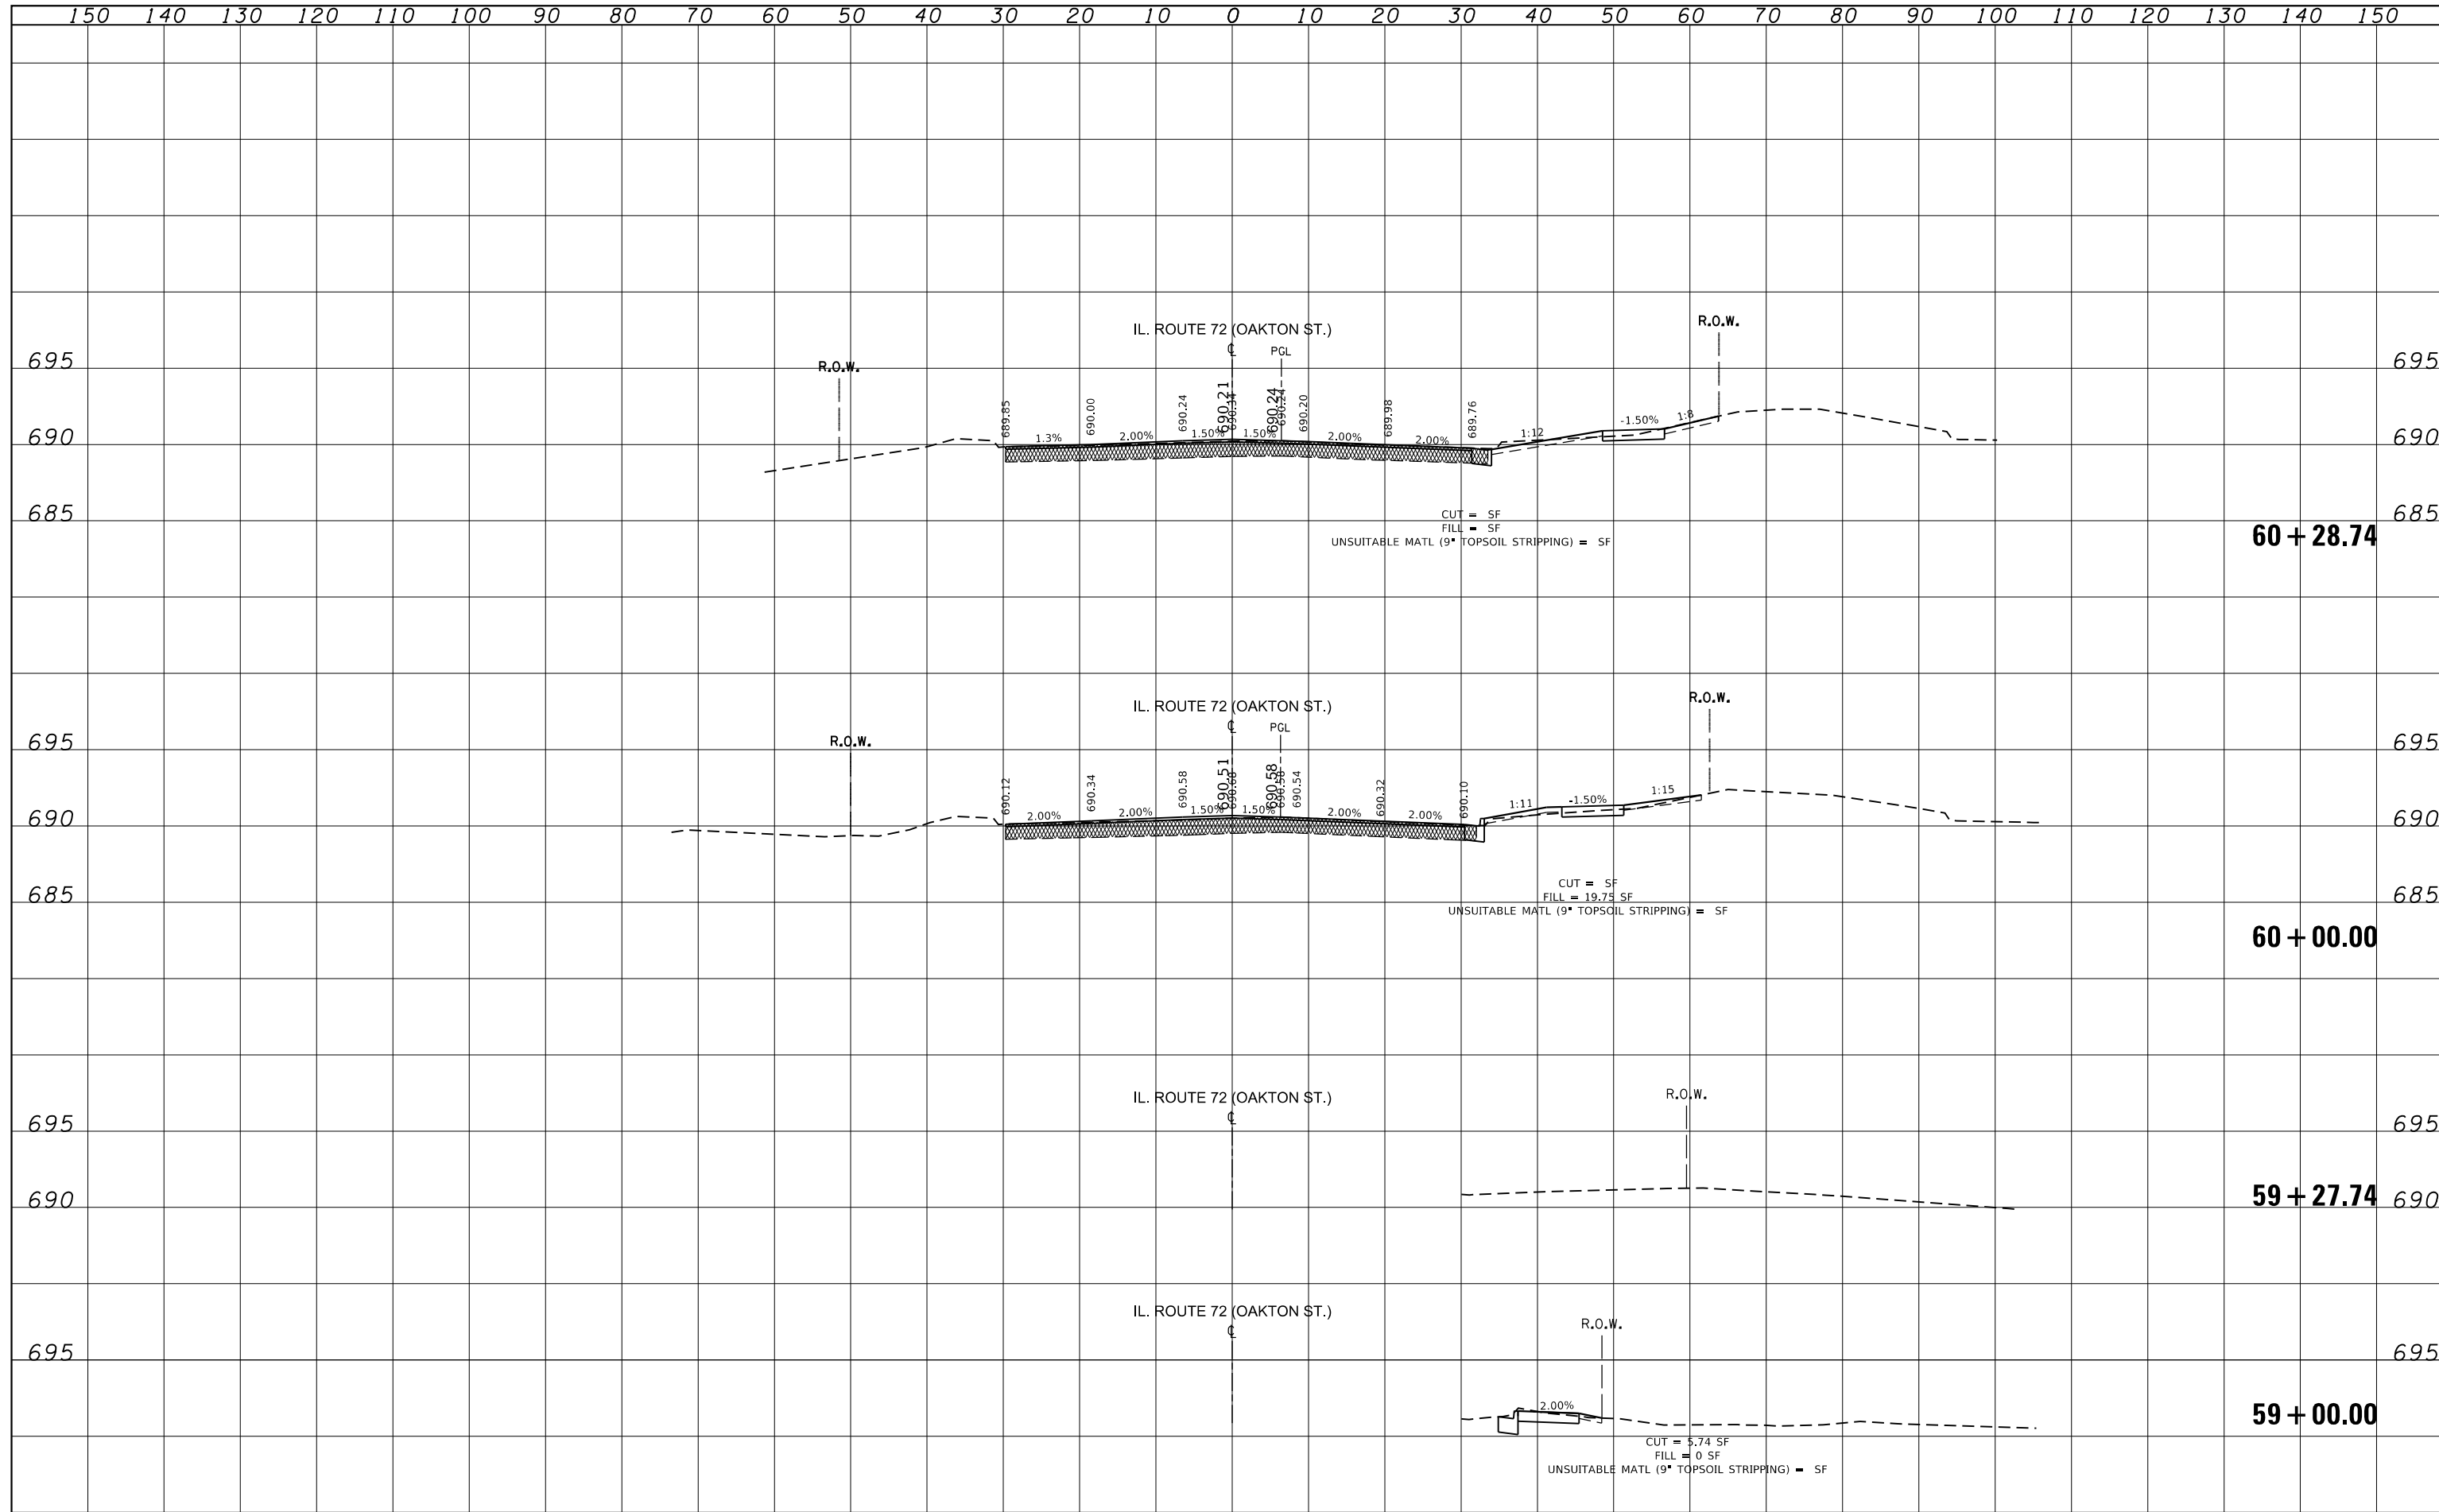 150 140 130 120 110 100 90 80 70 60 50 40 30 20 10 0 10 20 30 40 50 60 70 80 90 100 110 120 130 140 150
IL. ROUTE 72 (OAKTON ST.)
R.O.W.
℄ PGL
695 R.O.W. 695
689.85 690.00 690.24 690.21 690.34 690.24 690.24 690.20 689.98 689.76
1.3% 2.00% 1.50% 1.50% 2.00% 2.00% 1:12 -1.50% 1:8
690 690
685 685
CUT = SF
FILL = SF
UNSUITABLE MATL (9" TOPSOIL STRIPPING) = SF
60+28.74
R.O.W.
IL. ROUTE 72 (OAKTON ST.)
℄ PGL
R.O.W.
695 695
690.12 690.34 690.58 690.51 690.68 690.58 690.58 690.54 690.32 690.10
2.00% 2.00% 1.50% 1.50% 2.00% 2.00% 1:11 -1.50% 1:15
690 690
685 685
CUT = SF
FILL = 19.75 SF
UNSUITABLE MATL (9" TOPSOIL STRIPPING) = SF
60+00.00
IL. ROUTE 72 (OAKTON ST.) R.O.W.
℄
695 695
690 59+27.74 690
IL. ROUTE 72 (OAKTON ST.)
℄ R.O.W.
695 695
2.00%
59+00.00
CUT = 5.74 SF
FILL = 0 SF
UNSUITABLE MATL (9" TOPSOIL STRIPPING) = SF